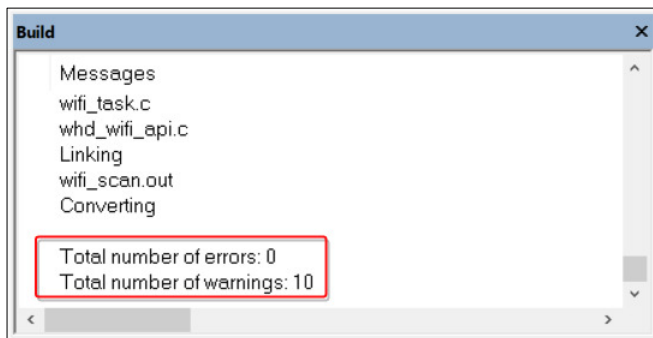 Build
Messages
wifi_task.c
whd_wifi_api.c
Linking
wifi_scan.out
Converting
Total number of errors: 0
Total number of warnings: 10